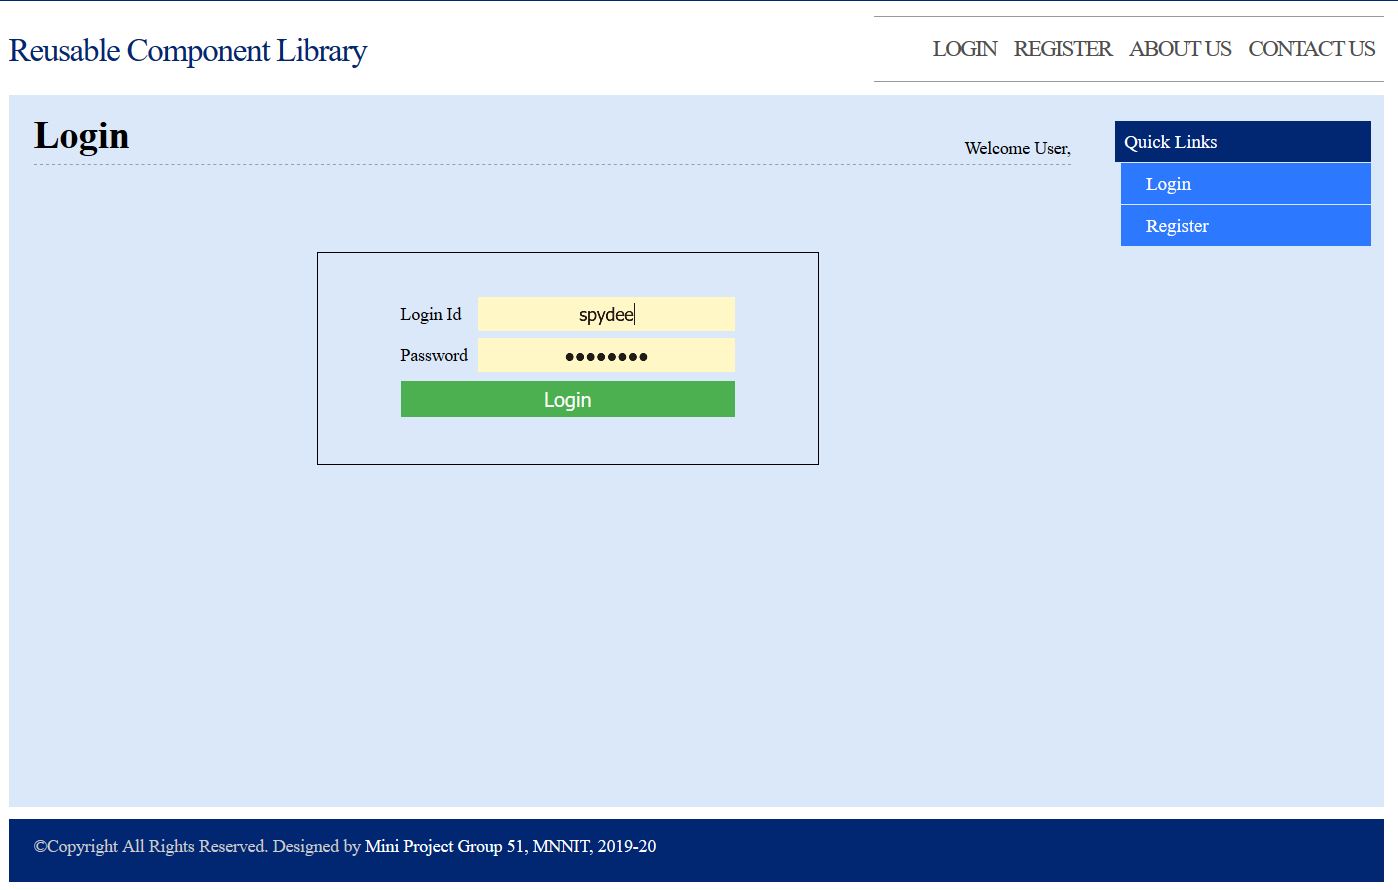 Reusable Component Library
LOGIN REGISTER ABOUT US CONTACT US
Login
Welcome User,
Quick Links
Login
Register
Login Id spydee
Password ●●●●●●●●
Login
©Copyright All Rights Reserved. Designed by Mini Project Group 51, MNNIT, 2019-20